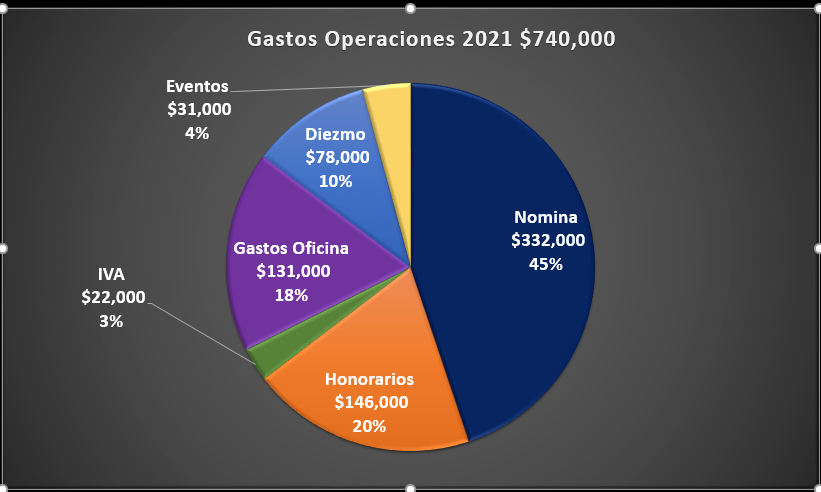 Gastos Operaciones 2021 $740,000
Eventos
$31,000
4%
Diezmo
$78,000
10%
Nomina
$332,000
45%
Gastos Oficina
$131,000
18%
IVA
$22,000
3%
Honorarios
$146,000
20%